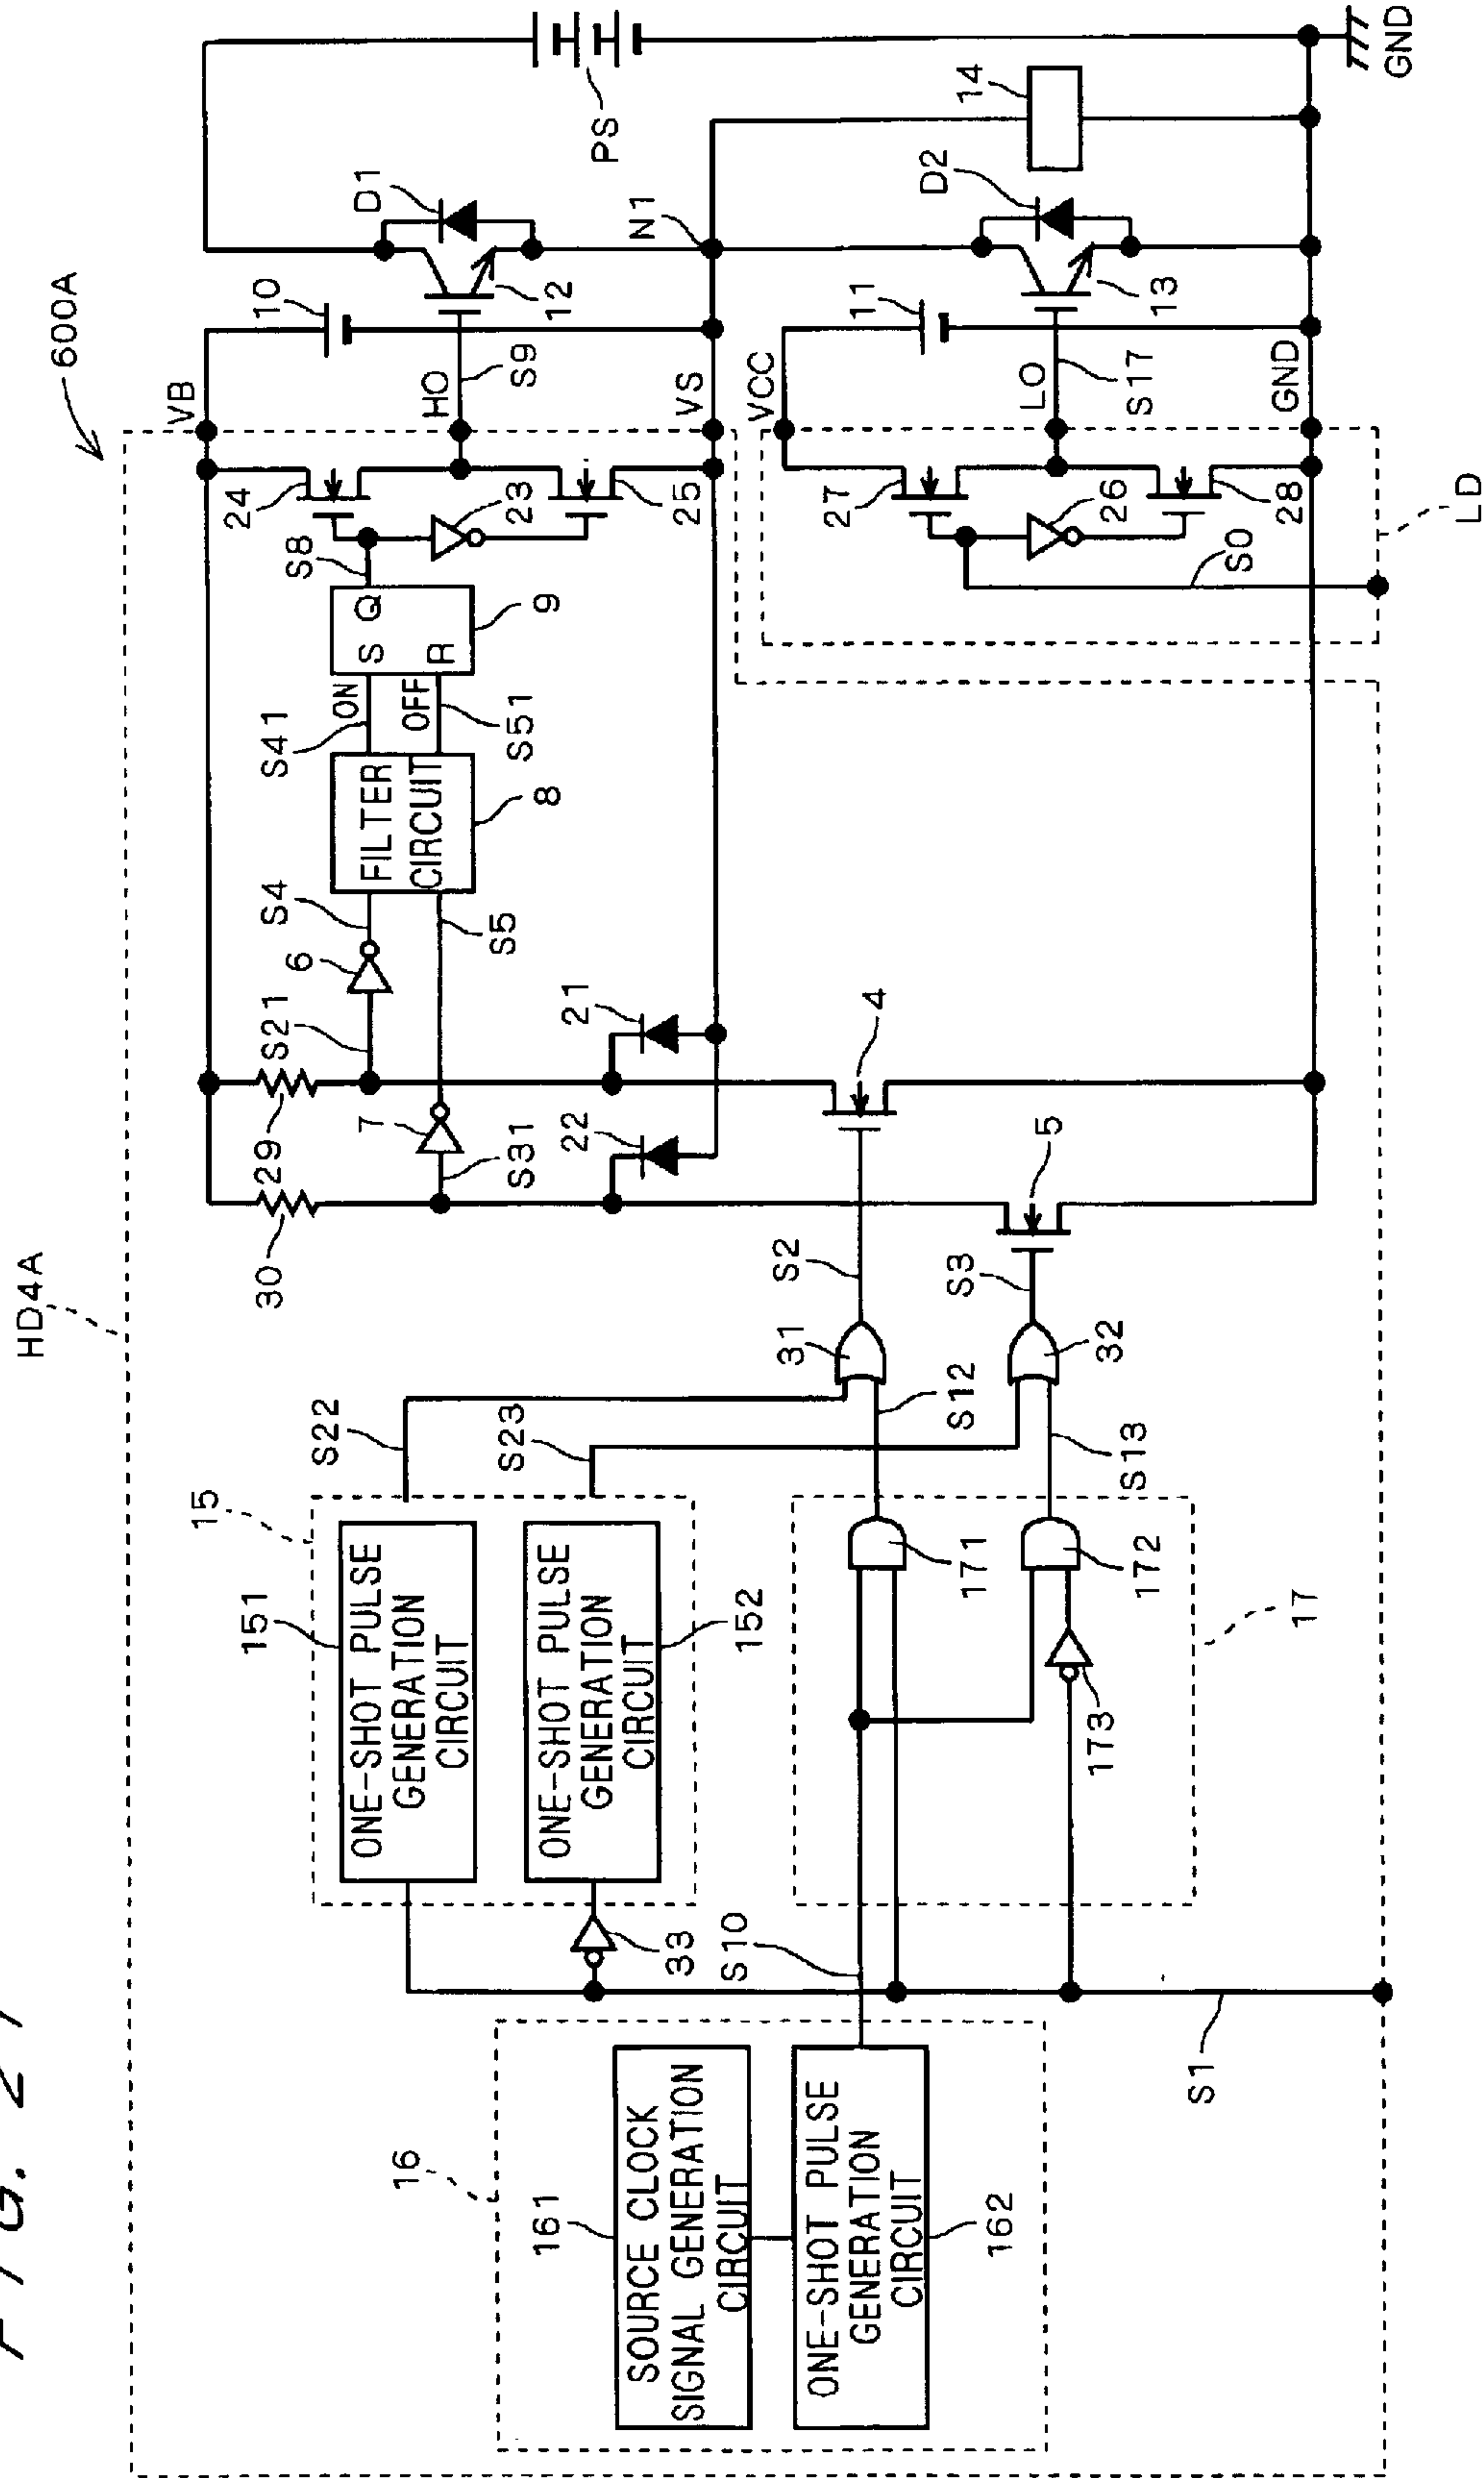 FIG. 21
600A
HD4A
VB
10
D1
PS
24
HO
S9
12
N1
S8
23
25
VS
S41
ON
S Q
R
OFF
S51
9
FILTER
CIRCUIT
8
S4
S5
6
S21
29
30
7
S31
21
22
4
5
S2
S3
31
32
S22
S23
S12
S13
15
151
ONE-SHOT PULSE
GENERATION
CIRCUIT
152
ONE-SHOT PULSE
GENERATION
CIRCUIT
33
S10
171
172
173
17
16
161
SOURCE CLOCK
SIGNAL GENERATION
CIRCUIT
162
ONE-SHOT PULSE
GENERATION
CIRCUIT
S1
VCC
11
D2
14
27
LO
S17
13
26
28
GND
S0
LD
GND